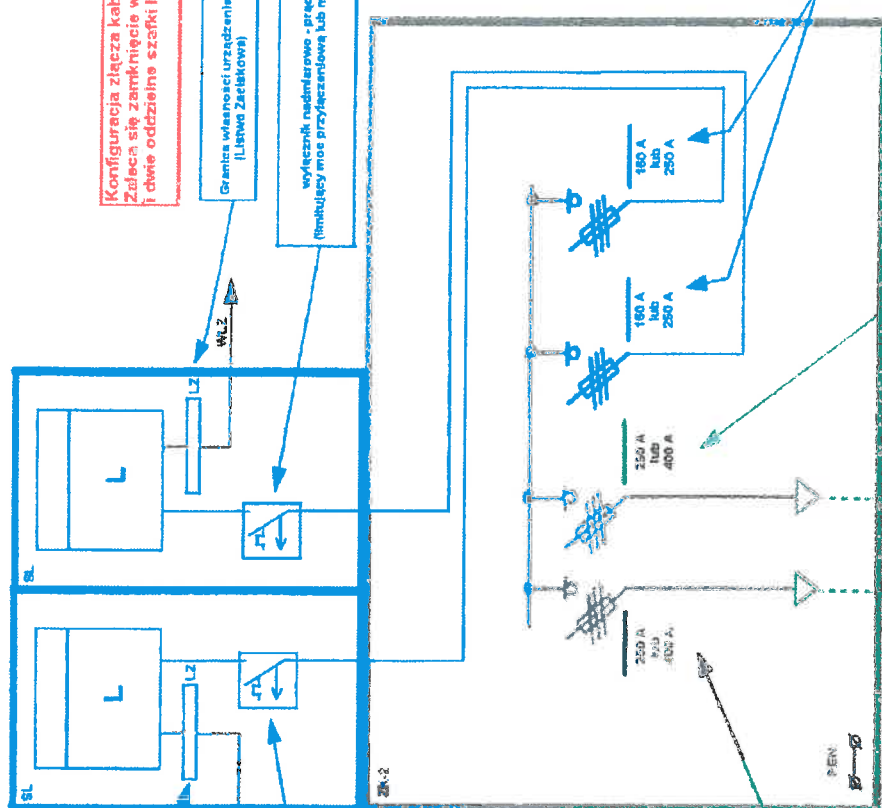 Konfiguracja złącza kab
Zaleca się zamknięcie w
i dwie oddzielne szafki l
Granica własności urządzenie
(Listwa Zaciskowa)
wyłącznik nadmiarowo - prąd
(limitujący moc przyłączeniową lub n
WLZ
SL
L
LZ
SL
L
LZ
ZK-2
160 A
lub
250 A
160 A
lub
250 A
250 A
lub
400 A
250 A
lub
400 A
PEN